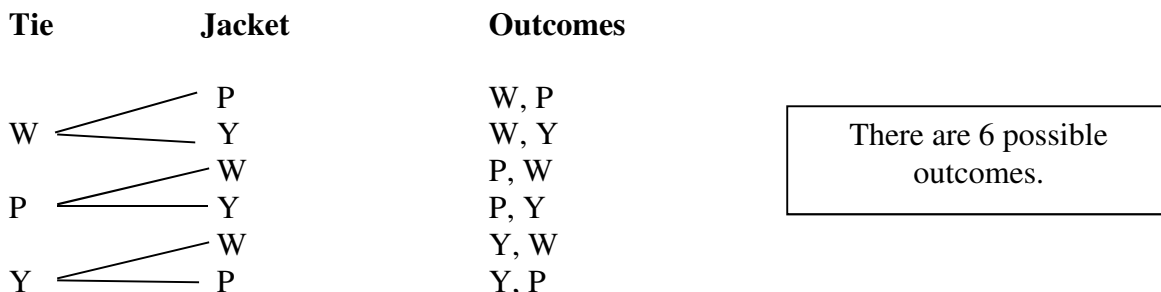 Tie Jacket Outcomes
P W, P
W Y W, Y
W P, W
P Y P, Y
W Y, W
Y P Y, P
There are 6 possible
outcomes.